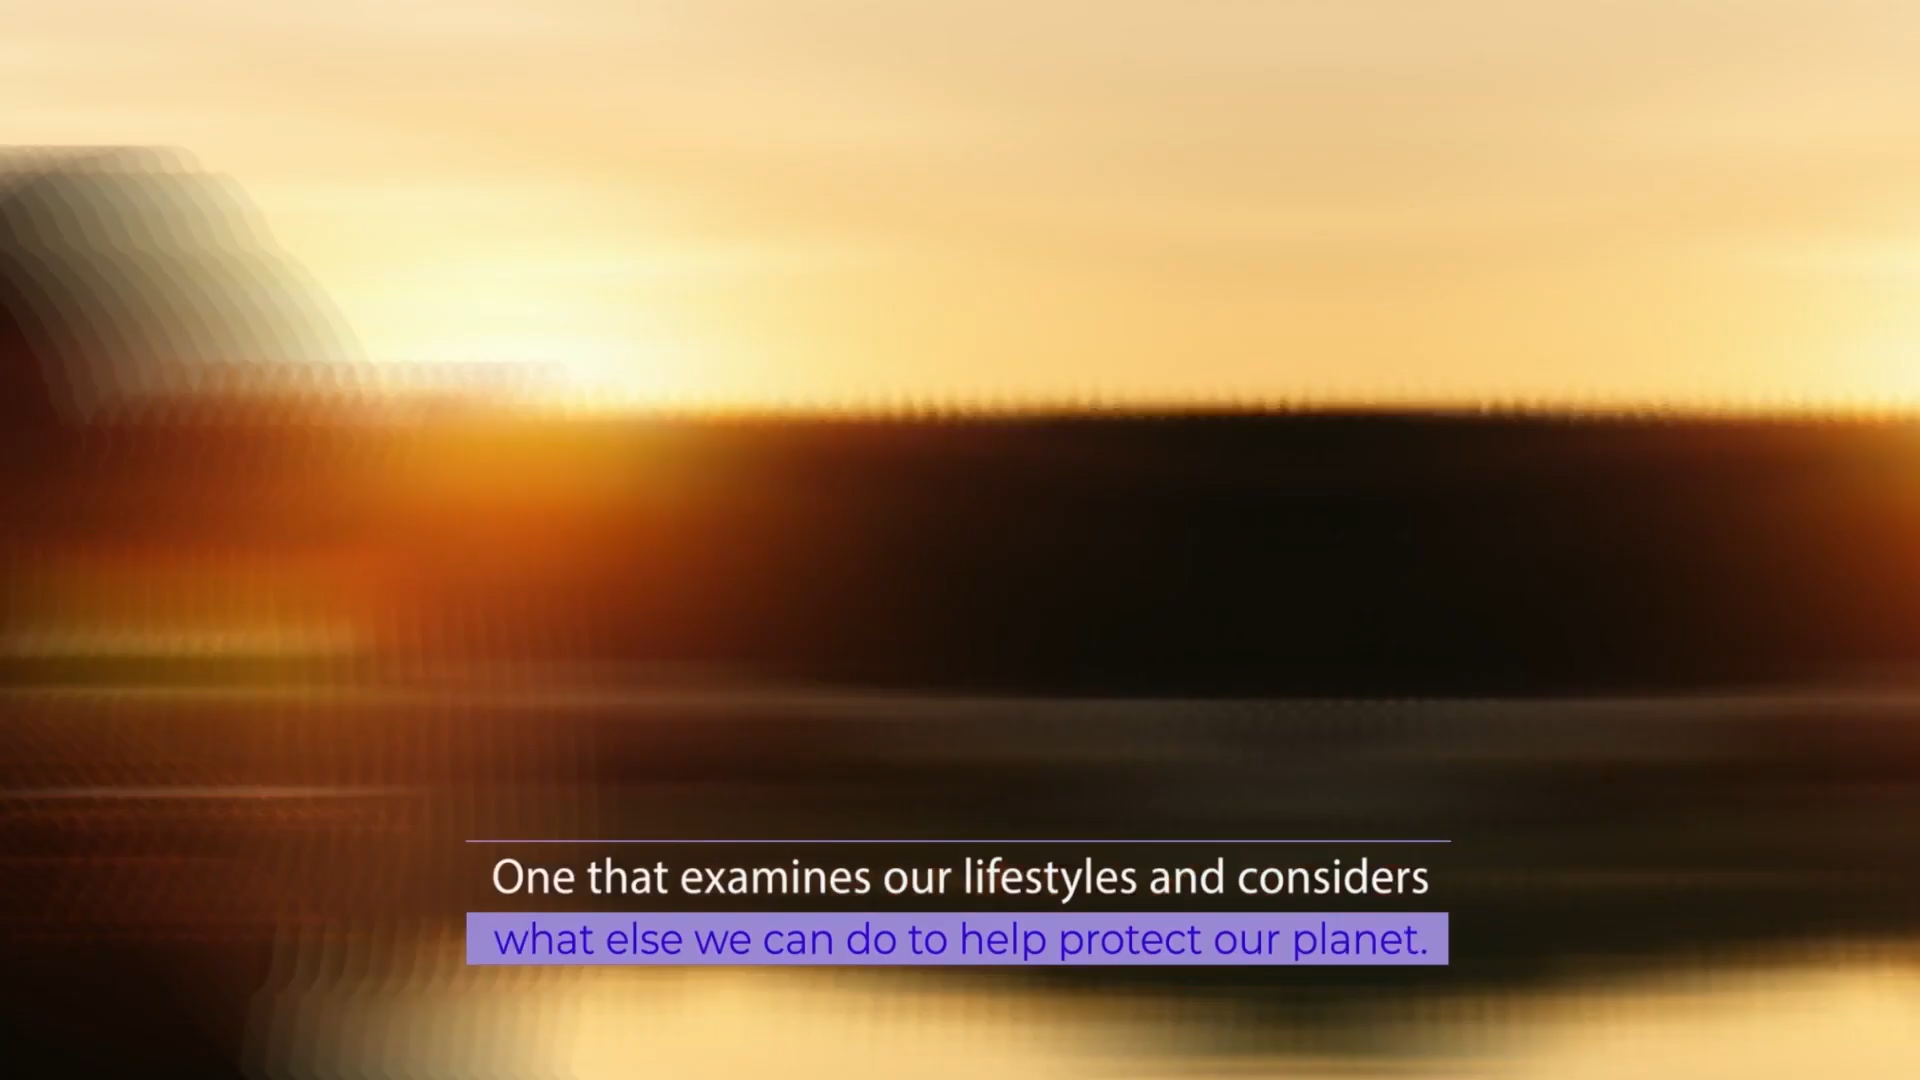 One that examines our lifestyles and considers
what else we can do to help protect our planet.